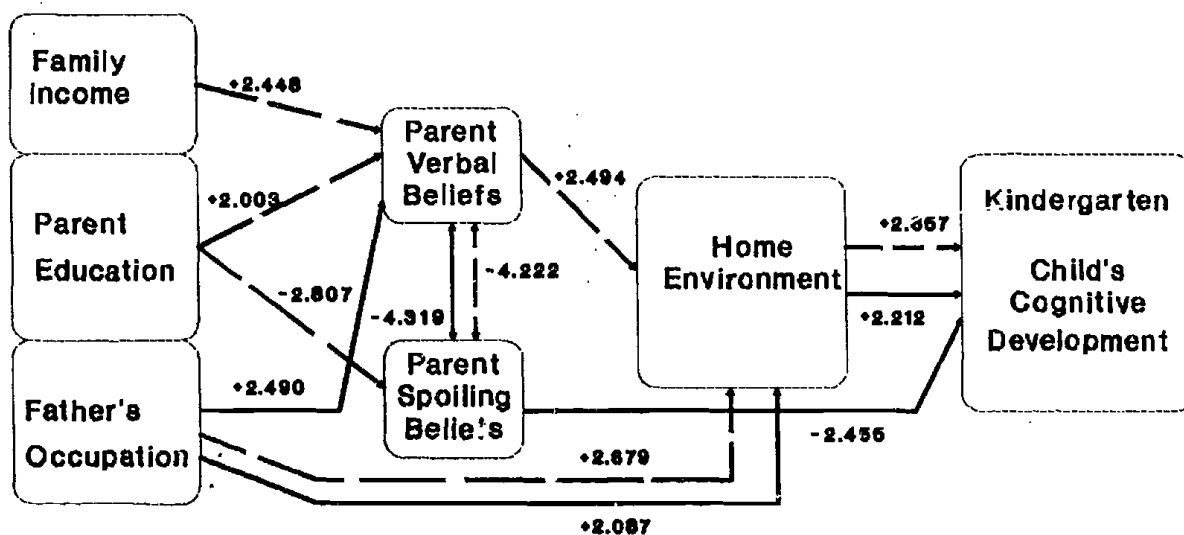 Family
Income
+2.448
Parent
Verbal
Beliefs
+2.003
+2.494
Parent
Education
-2.807
-4.222
-4.319
Home
Environment
+2.212
Kindergarten
Child's
Cognitive
Development
Father's
Occupation
+2.490
Parent
Spoiling
Beliefs
-2.455
+2.679
+2.087